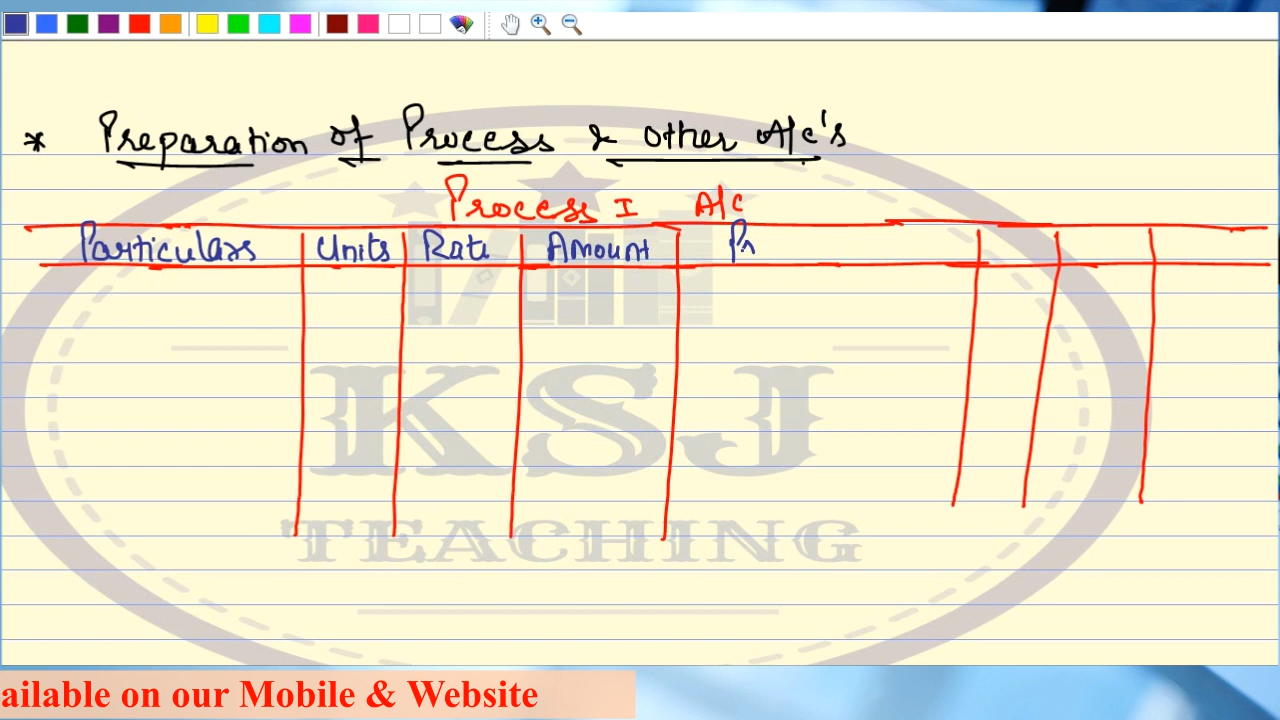 * Preparation of Process & other A/c's
Process I A/c
Particulars Units Rate Amount
KSJ
TEACHING
ailable on our Mobile & Website